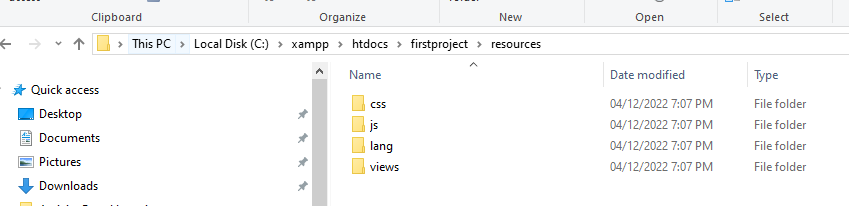 Clipboard Organize New Open Select
This PC Local Disk (C:) xampp htdocs firstproject resources
Name Date modified Type
Quick access
Desktop
Documents
Pictures
Downloads
css 04/12/2022 7:07 PM File folder
js 04/12/2022 7:07 PM File folder
lang 04/12/2022 7:07 PM File folder
views 04/12/2022 7:07 PM File folder